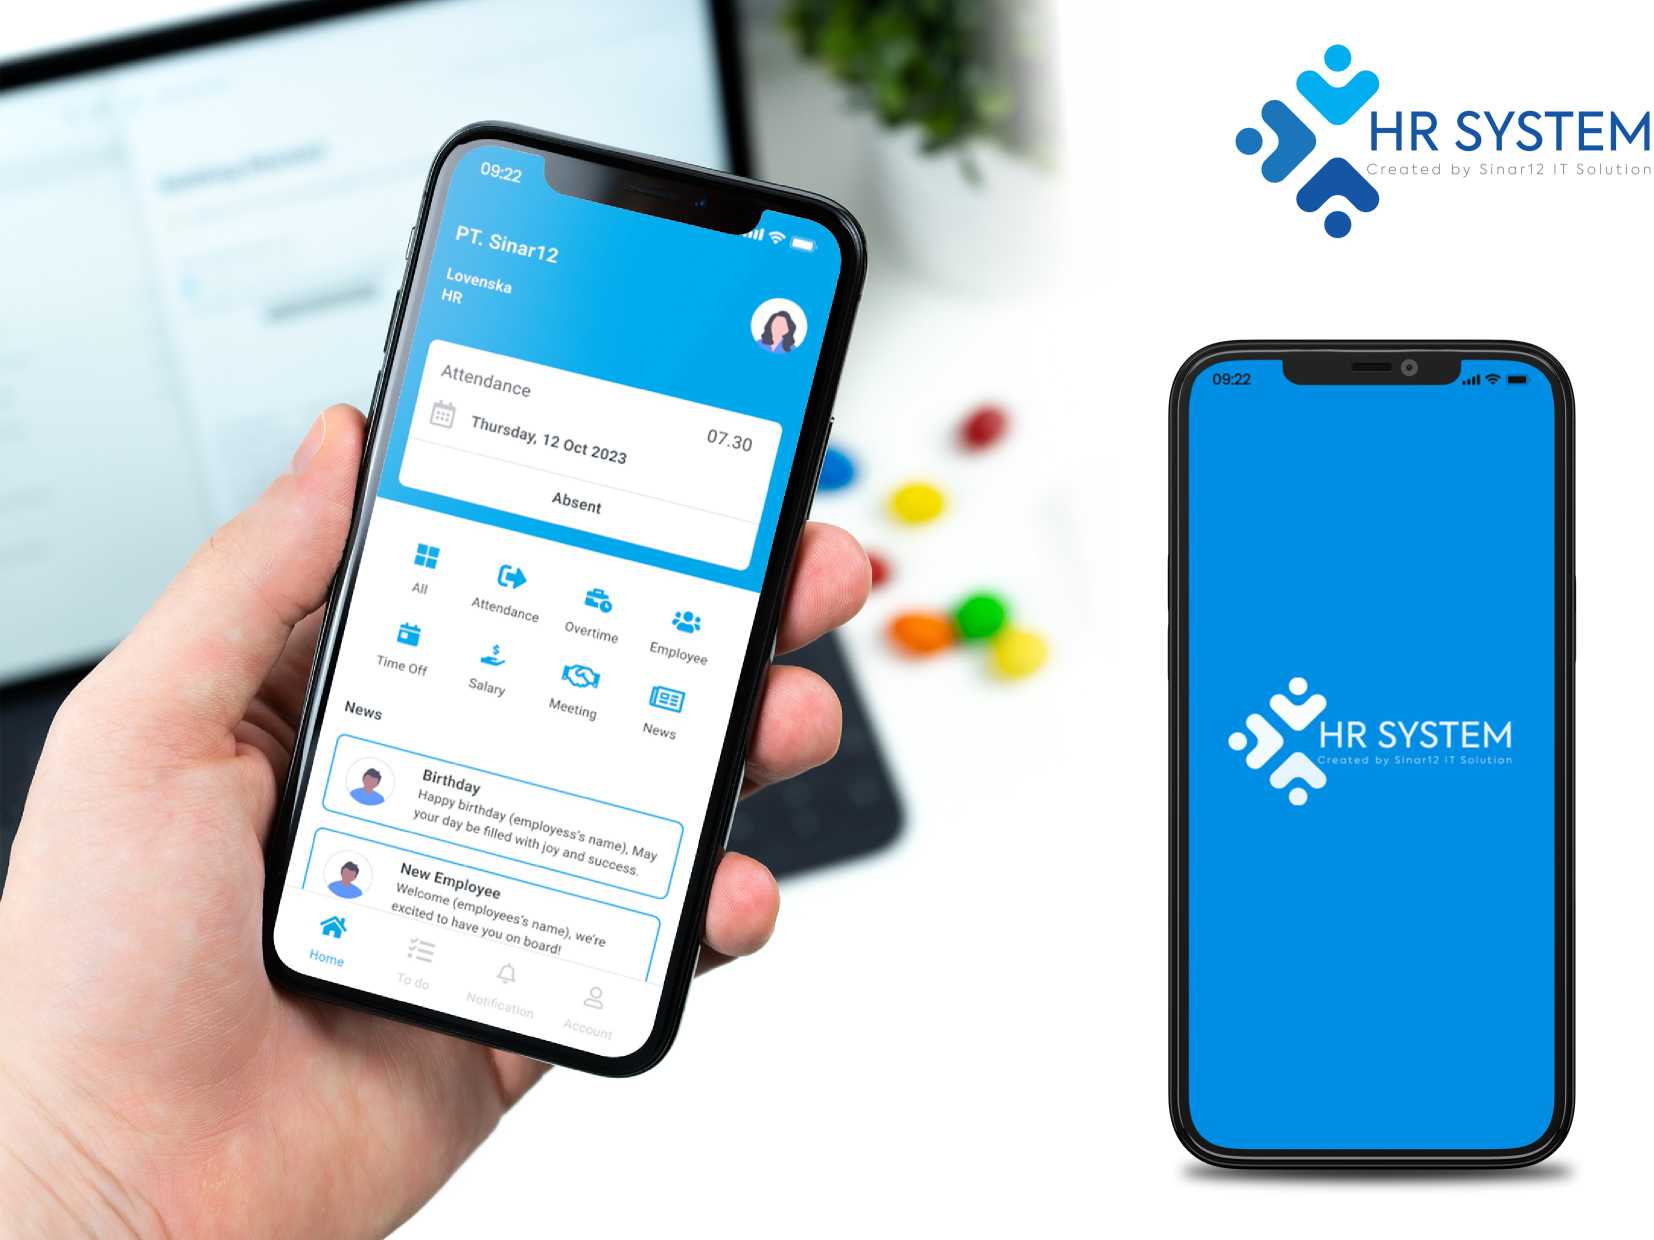 HR SYSTEM
Created by Sinar12 IT Solution
09:22
PT. Sinar12
Lovenska
HR
Attendance
Thursday, 12 Oct 2023
07.30
Absent
All
Attendance
Overtime
Employee
Time Off
Salary
Meeting
News
News
Birthday
Happy birthday (employess's name), May
your day be filled with joy and success.
New Employee
Welcome (employees's name), we're
excited to have you on board!
Home
To do
Notification
Account
09:22
HR SYSTEM
Created by Sinar12 IT Solution